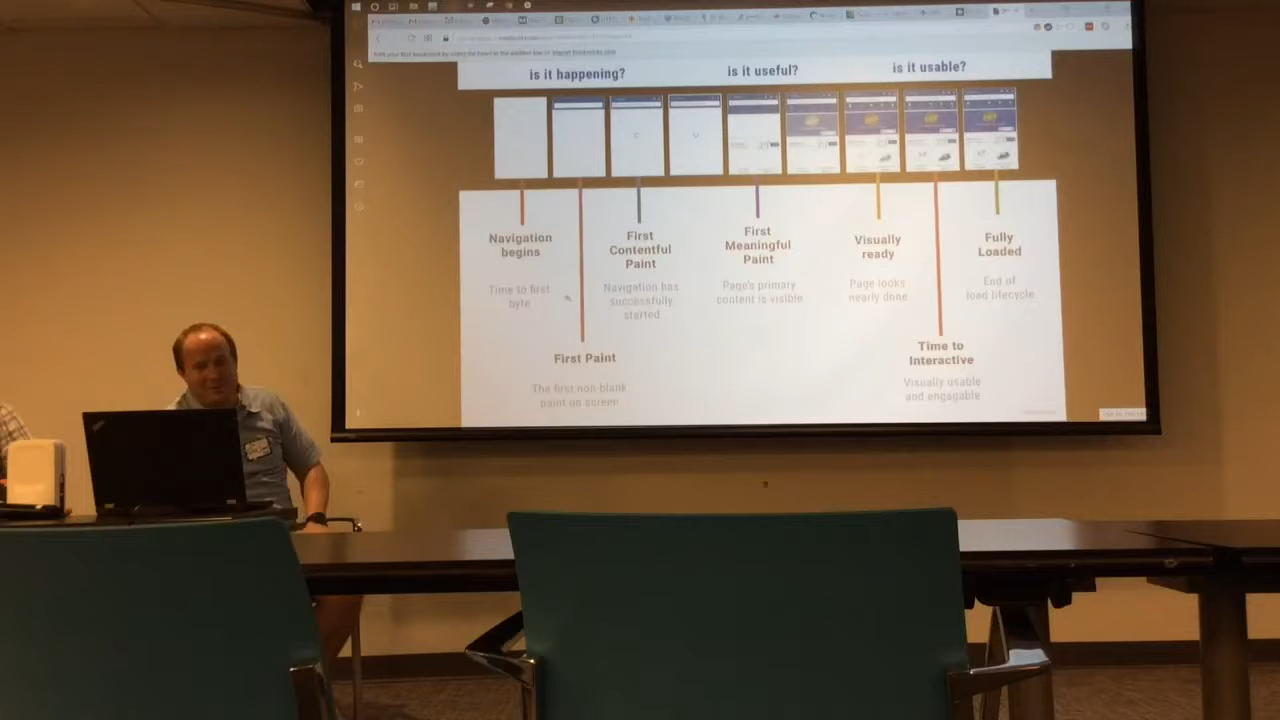 is it happening?
is it useful?
is it usable?
Navigation
begins
Time to first
byte
First Paint
The first non-blank
paint on screen
First
Contentful
Paint
Navigation has
successfully
started
First
Meaningful
Paint
Page's primary
content is visible
Visually
ready
Page looks
nearly done
Time to
Interactive
Visually usable
and engagable
Fully
Loaded
End of
load lifecycle